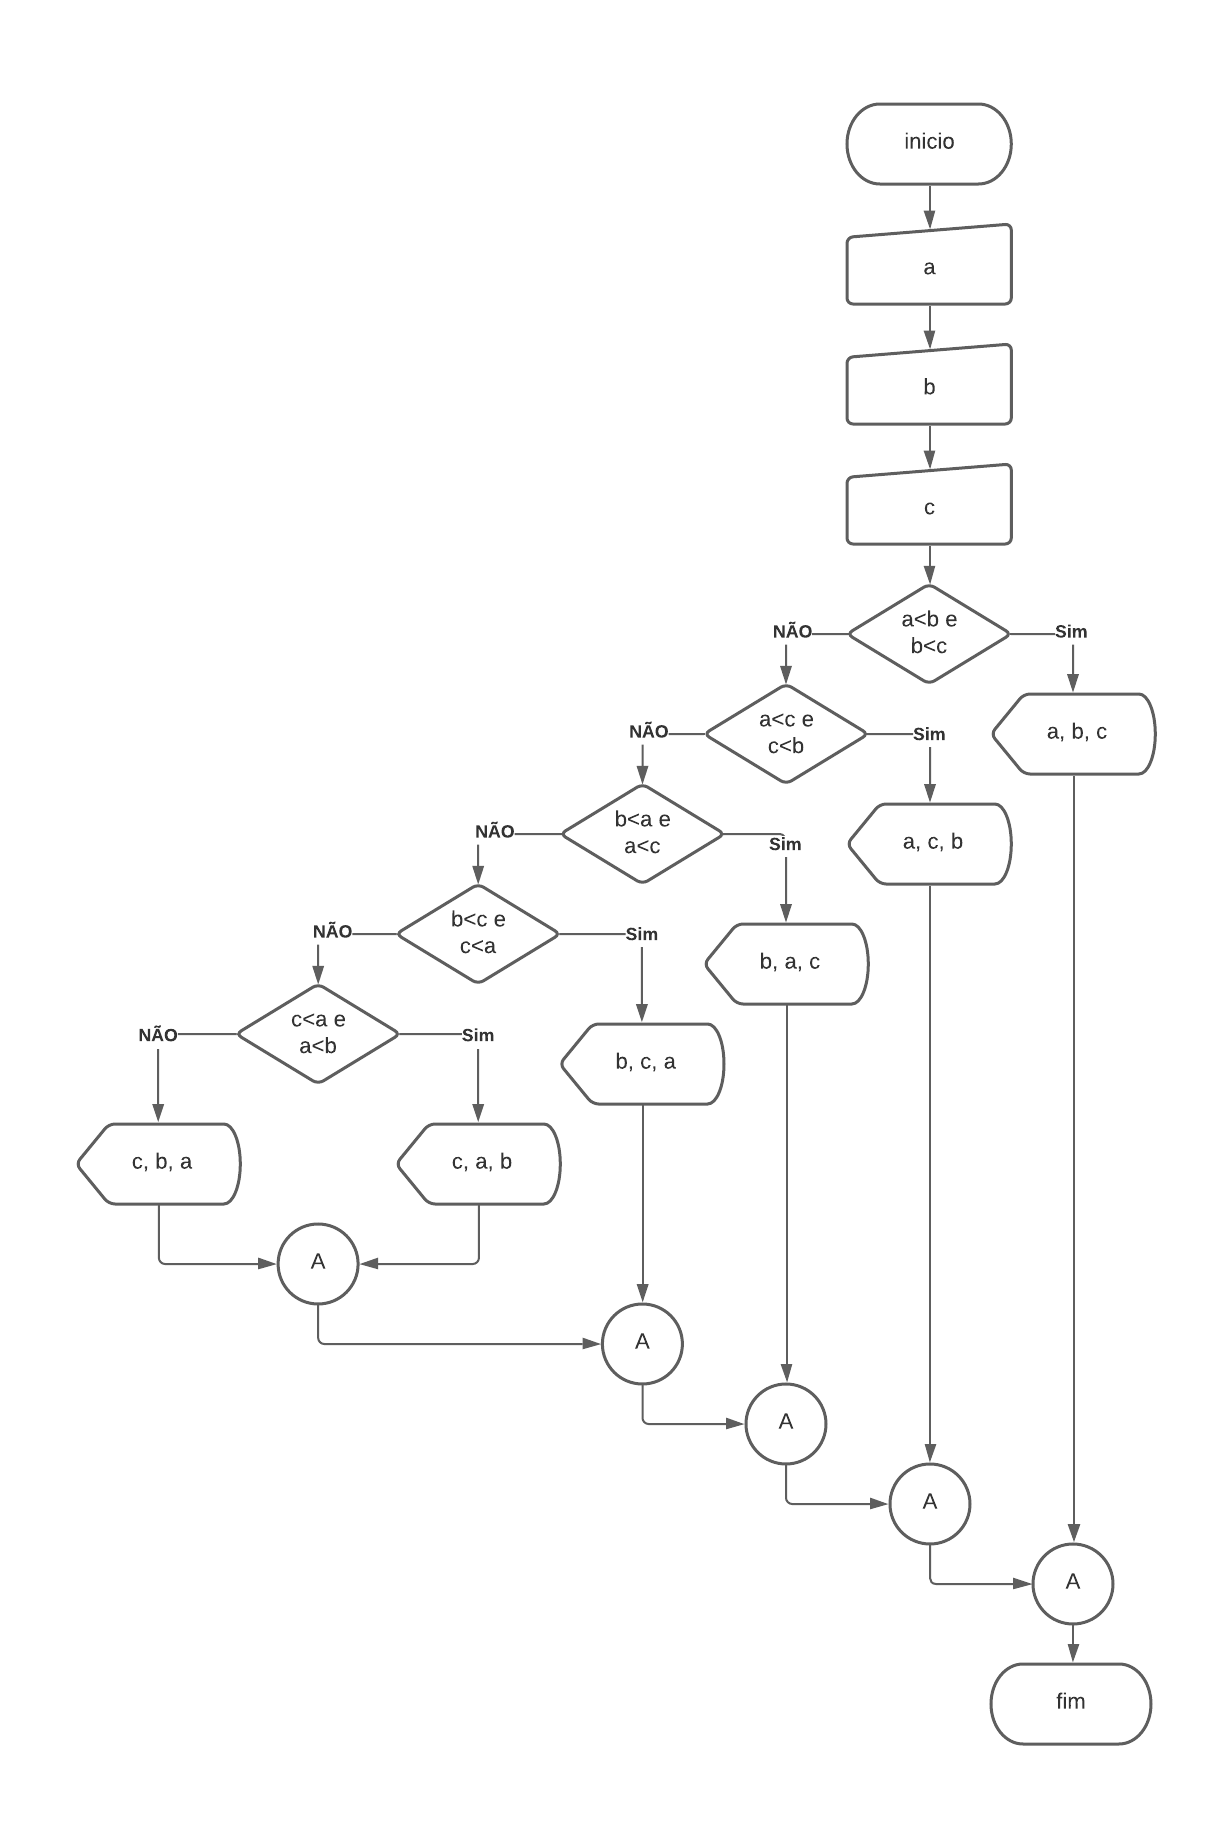 inicio
a
b
c
a<b e
b<c
NÃO
Sim
a<c e
c<b
NÃO
Sim
a, b, c
b<a e
a<c
NÃO
Sim
a, c, b
b<c e
c<a
NÃO
Sim
b, a, c
c<a e
a<b
NÃO
Sim
b, c, a
c, b, a
c, a, b
A
A
A
A
A
fim